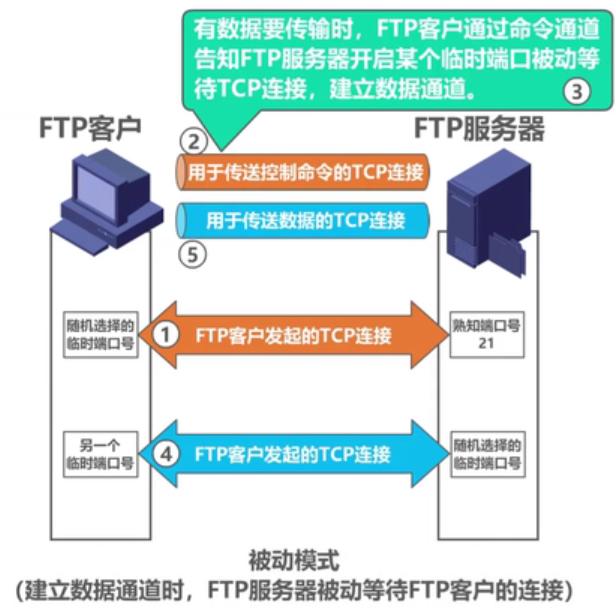 有数据要传输时，FTP客户通过命令通道
告知FTP服务器开启某个临时端口被动等
待TCP连接，建立数据通道。
③
FTP客户
FTP服务器
②
用于传送控制命令的TCP连接
用于传送数据的TCP连接
⑤
随机选择的
临时端口号
①
FTP客户发起的TCP连接
熟知端口号
21
另一个
临时端口号
④
FTP客户发起的TCP连接
随机选择的
临时端口号
被动模式
(建立数据通道时，FTP服务器被动等待FTP客户的连接)